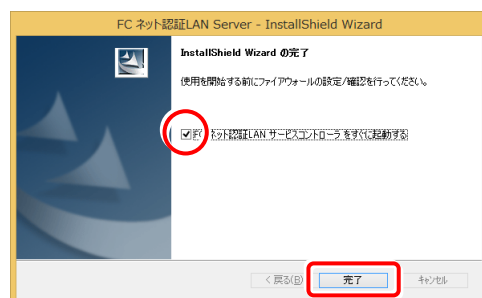 FC ネット認証LAN Server - InstallShield Wizard
InstallShield Wizard の完了
使用を開始する前にファイアウォールの設定/確認を行ってください。
FC ネット認証LAN サービスコントローラ をすぐに起動する
< 戻る(B)
完了
キャンセル